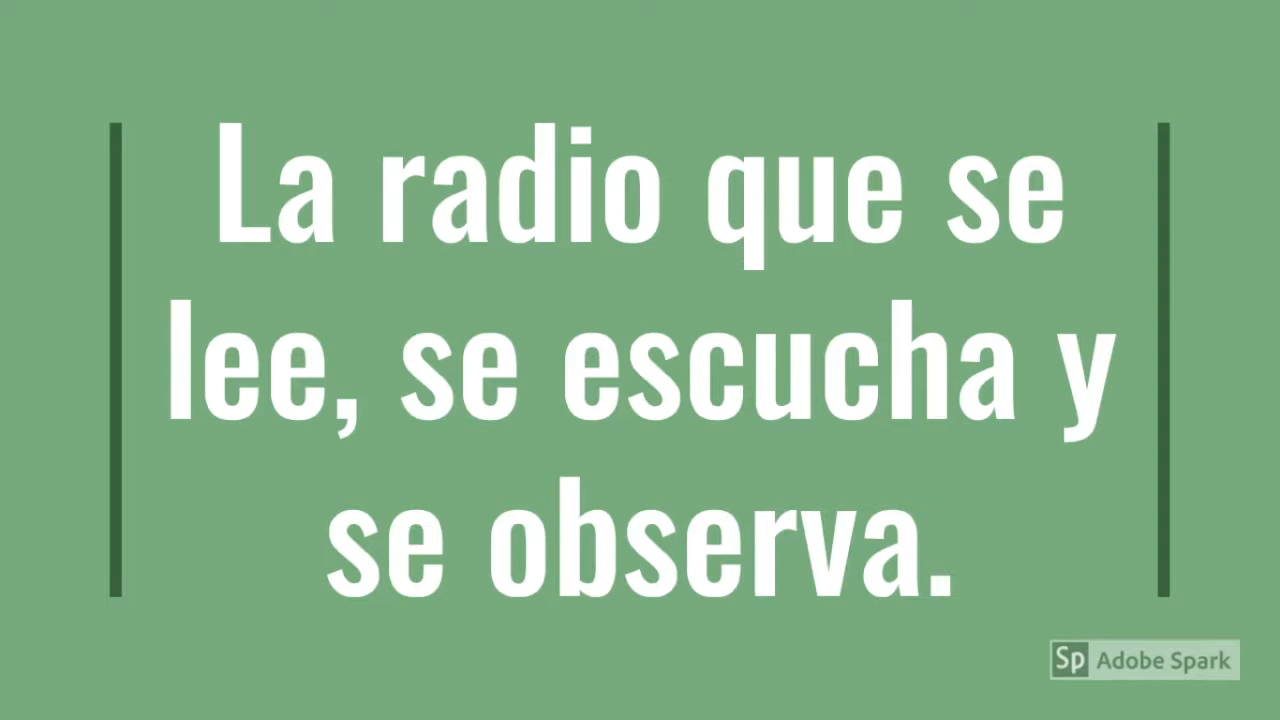 La radio que se
lee, se escucha y
se observa.
Sp Adobe Spark